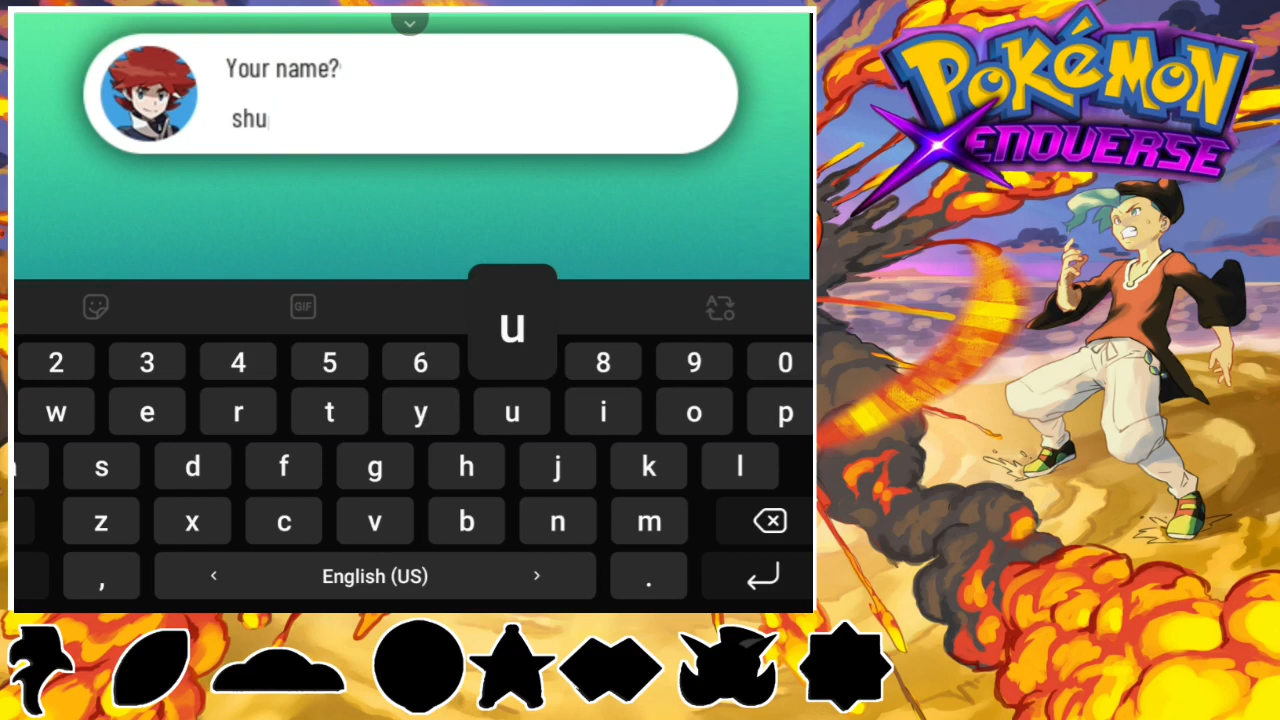 Your name?
shu
POKéMON
XENOVERSE
GIF
u
2 3 4 5 6 8 9 0
w e r t y u i o p
s d f g h j k l
z x c v b n m
, < English (US) > .